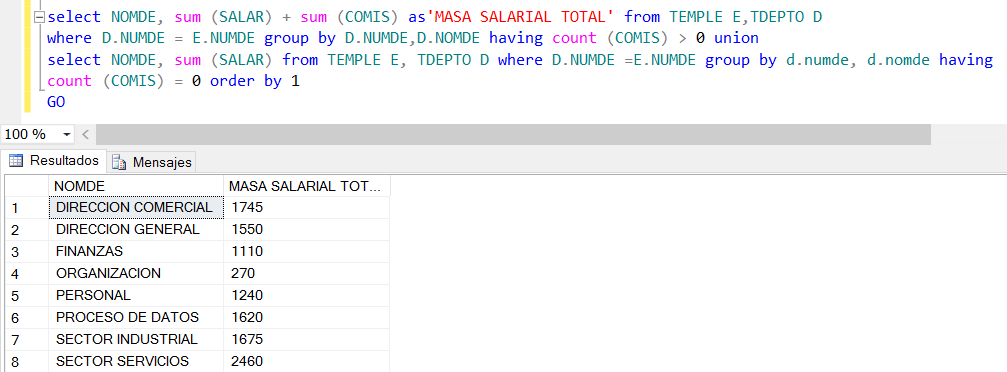 select NOMDE, sum (SALAR) + sum (COMIS) as'MASA SALARIAL TOTAL' from TEMPLE E,TDEPTO D
where D.NUMDE = E.NUMDE group by D.NUMDE,D.NOMDE having count (COMIS) > 0 union
select NOMDE, sum (SALAR) from TEMPLE E, TDEPTO D where D.NUMDE =E.NUMDE group by d.numde, d.nomde having
count (COMIS) = 0 order by 1
GO
100 %
Resultados Mensajes
NOMDE MASA SALARIAL TOT...
1 DIRECCION COMERCIAL 1745
2 DIRECCION GENERAL 1550
3 FINANZAS 1110
4 ORGANIZACION 270
5 PERSONAL 1240
6 PROCESO DE DATOS 1620
7 SECTOR INDUSTRIAL 1675
8 SECTOR SERVICIOS 2460